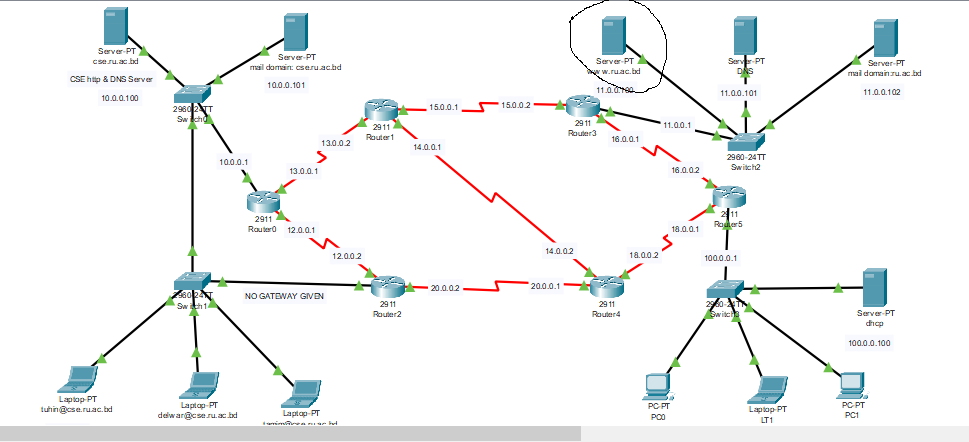 Server-PT
cse.ru.ac.bd
CSE http & DNS Server
10.0.0.100
Server-PT
mail domain: cse.ru.ac.bd
10.0.0.101
2960-24TT
Switch0
Server-PT
www.ru.ac.bd
11.0.0.100
Server-PT
DNS
11.0.0.101
Server-PT
mail domain:ru.ac.bd
11.0.0.102
2911
Router1
15.0.0.1
15.0.0.2
2911
Router3
11.0.0.1
2960-24TT
Switch2
13.0.0.2
13.0.0.1
14.0.0.1
16.0.0.1
16.0.0.2
10.0.0.1
2911
Router0
12.0.0.1
12.0.0.2
2911
Router5
18.0.0.1
18.0.0.2
14.0.0.2
100.0.0.1
2960-24TT
Switch1
NO GATEWAY GIVEN
2911
Router2
20.0.0.2
20.0.0.1
2911
Router4
2960-24TT
Switch3
Server-PT
dhcp
100.0.0.100
Laptop-PT
tuhin@cse.ru.ac.bd
Laptop-PT
delwar@cse.ru.ac.bd
Laptop-PT
tamim@cse.ru.ac.bd
PC-PT
PC0
Laptop-PT
LT1
PC-PT
PC1